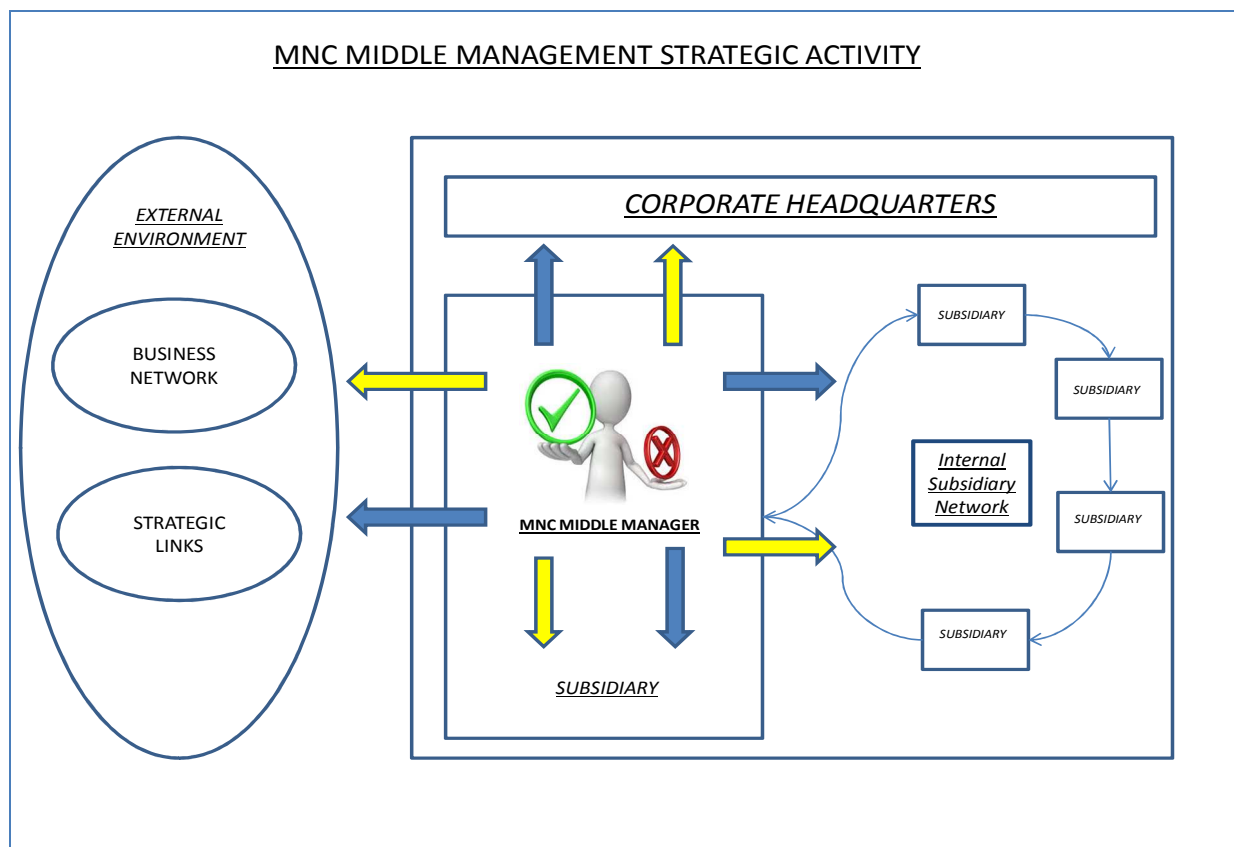 MNC MIDDLE MANAGEMENT STRATEGIC ACTIVITY
EXTERNAL
ENVIRONMENT
BUSINESS
NETWORK
STRATEGIC
LINKS
CORPORATE HEADQUARTERS
MNC MIDDLE MANAGER
SUBSIDIARY
SUBSIDIARY
SUBSIDIARY
Internal
Subsidiary
Network
SUBSIDIARY
SUBSIDIARY